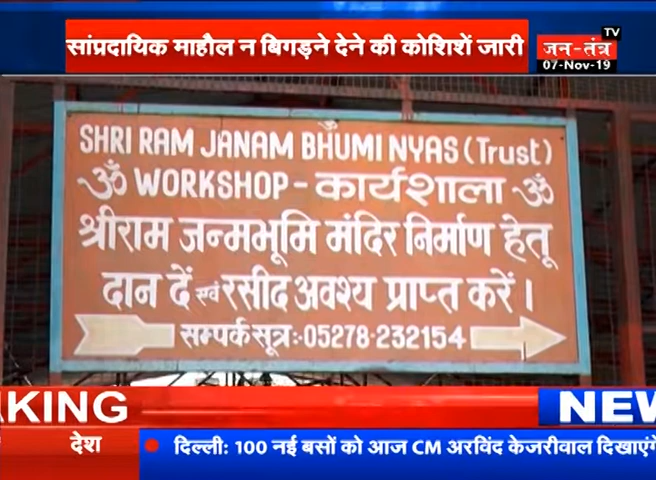 सांप्रदायिक माहौल न बिगड़ने देने की कोशिशें जारी
TV
जन-तंत्र
07-Nov-19
SHRI RAM JANAM BHUMI NYAS (Trust)
ॐ WORKSHOP - कार्यशाला ॐ
श्रीराम जन्मभूमि मंदिर निर्माण हेतू
दान दें एवं रसीद अवश्य प्राप्त करें।
सम्पर्क सूत्र:-05278-232154
KING NEW
देश दिल्ली: 100 नई बसों को आज CM अरविंद केजरीवाल दिखाएंगे